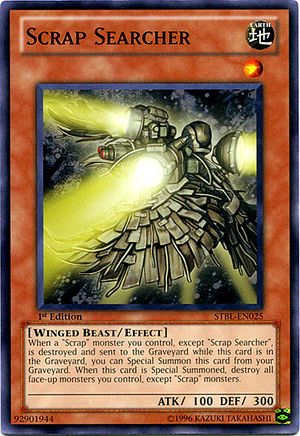 SCRAP SEARCHER
EARTH
地
1st Edition
STBL-EN025
[WINGED BEAST/EFFECT]
When a "Scrap" monster you control, except "Scrap Searcher",
is destroyed and sent to the Graveyard while this card is in
the Graveyard, you can Special Summon this card from your
Graveyard. When this card is Special Summoned, destroy all
face-up monsters you control, except "Scrap" monsters.
ATK/ 100 DEF/ 300
92901944
©1996 KAZUKI TAKAHASHI